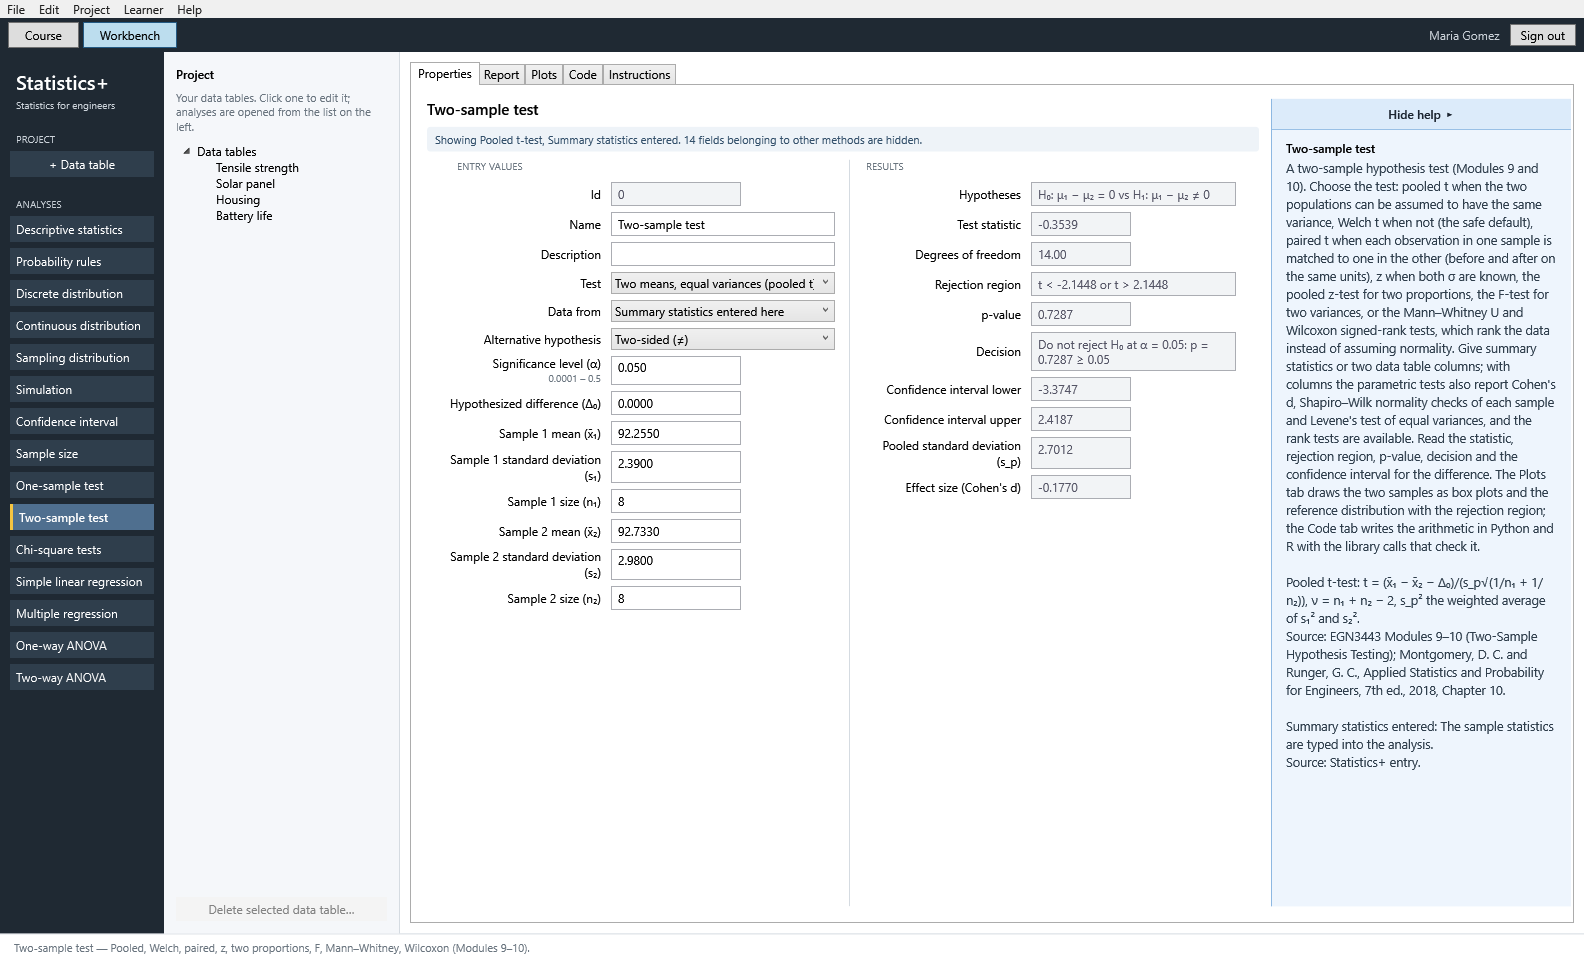 File Edit Project Learner Help
Course Workbench Maria Gomez Sign out
Statistics+
Statistics for engineers
PROJECT
+ Data table
ANALYSES
Descriptive statistics
Probability rules
Discrete distribution
Continuous distribution
Sampling distribution
Simulation
Confidence interval
Sample size
One-sample test
Two-sample test
Chi-square tests
Simple linear regression
Multiple regression
One-way ANOVA
Two-way ANOVA
Project
Your data tables. Click one to edit it;
analyses are opened from the list on the
left.
Data tables
Tensile strength
Solar panel
Housing
Battery life
Delete selected data table...
Properties Report Plots Code Instructions
Two-sample test
Showing Pooled t-test, Summary statistics entered. 14 fields belonging to other methods are hidden.
ENTRY VALUES
Id 0
Name Two-sample test
Description
Test Two means, equal variances (pooled t)
Data from Summary statistics entered here
Alternative hypothesis Two-sided (≠)
Significance level (α) 0.050
0.0001 – 0.5
Hypothesized difference (Δ₀) 0.0000
Sample 1 mean (x̄₁) 92.2550
Sample 1 standard deviation (s₁) 2.3900
Sample 1 size (n₁) 8
Sample 2 mean (x̄₂) 92.7330
Sample 2 standard deviation (s₂) 2.9800
Sample 2 size (n₂) 8
RESULTS
Hypotheses H₀: μ₁ − μ₂ = 0 vs H₁: μ₁ − μ₂ ≠ 0
Test statistic -0.3539
Degrees of freedom 14.00
Rejection region t < -2.1448 or t > 2.1448
p-value 0.7287
Decision Do not reject H₀ at α = 0.05: p =
0.7287 ≥ 0.05
Confidence interval lower -3.3747
Confidence interval upper 2.4187
Pooled standard deviation (s_p) 2.7012
Effect size (Cohen's d) -0.1770
Hide help ▸
Two-sample test
A two-sample hypothesis test (Modules 9 and
10). Choose the test: pooled t when the two
populations can be assumed to have the same
variance, Welch t when not (the safe default),
paired t when each observation in one sample is
matched to one in the other (before and after on
the same units), z when both σ are known, the
pooled z-test for two proportions, the F-test for
two variances, or the Mann–Whitney U and
Wilcoxon signed-rank tests, which rank the data
instead of assuming normality. Give summary
statistics or two data table columns; with
columns the parametric tests also report Cohen's
d, Shapiro–Wilk normality checks of each sample
and Levene's test of equal variances, and the
rank tests are available. Read the statistic,
rejection region, p-value, decision and the
confidence interval for the difference. The Plots
tab draws the two samples as box plots and the
reference distribution with the rejection region;
the Code tab writes the arithmetic in Python and
R with the library calls that check it.
Pooled t-test: t = (x̄₁ − x̄₂ − Δ₀)/(s_p√(1/n₁ + 1/
n₂)), ν = n₁ + n₂ − 2, s_p² the weighted average
of s₁² and s₂².
Source: EGN3443 Modules 9–10 (Two-Sample
Hypothesis Testing); Montgomery, D. C. and
Runger, G. C., Applied Statistics and Probability
for Engineers, 7th ed., 2018, Chapter 10.
Summary statistics entered: The sample statistics
are typed into the analysis.
Source: Statistics+ entry.
Two-sample test — Pooled, Welch, paired, z, two proportions, F, Mann–Whitney, Wilcoxon (Modules 9–10).